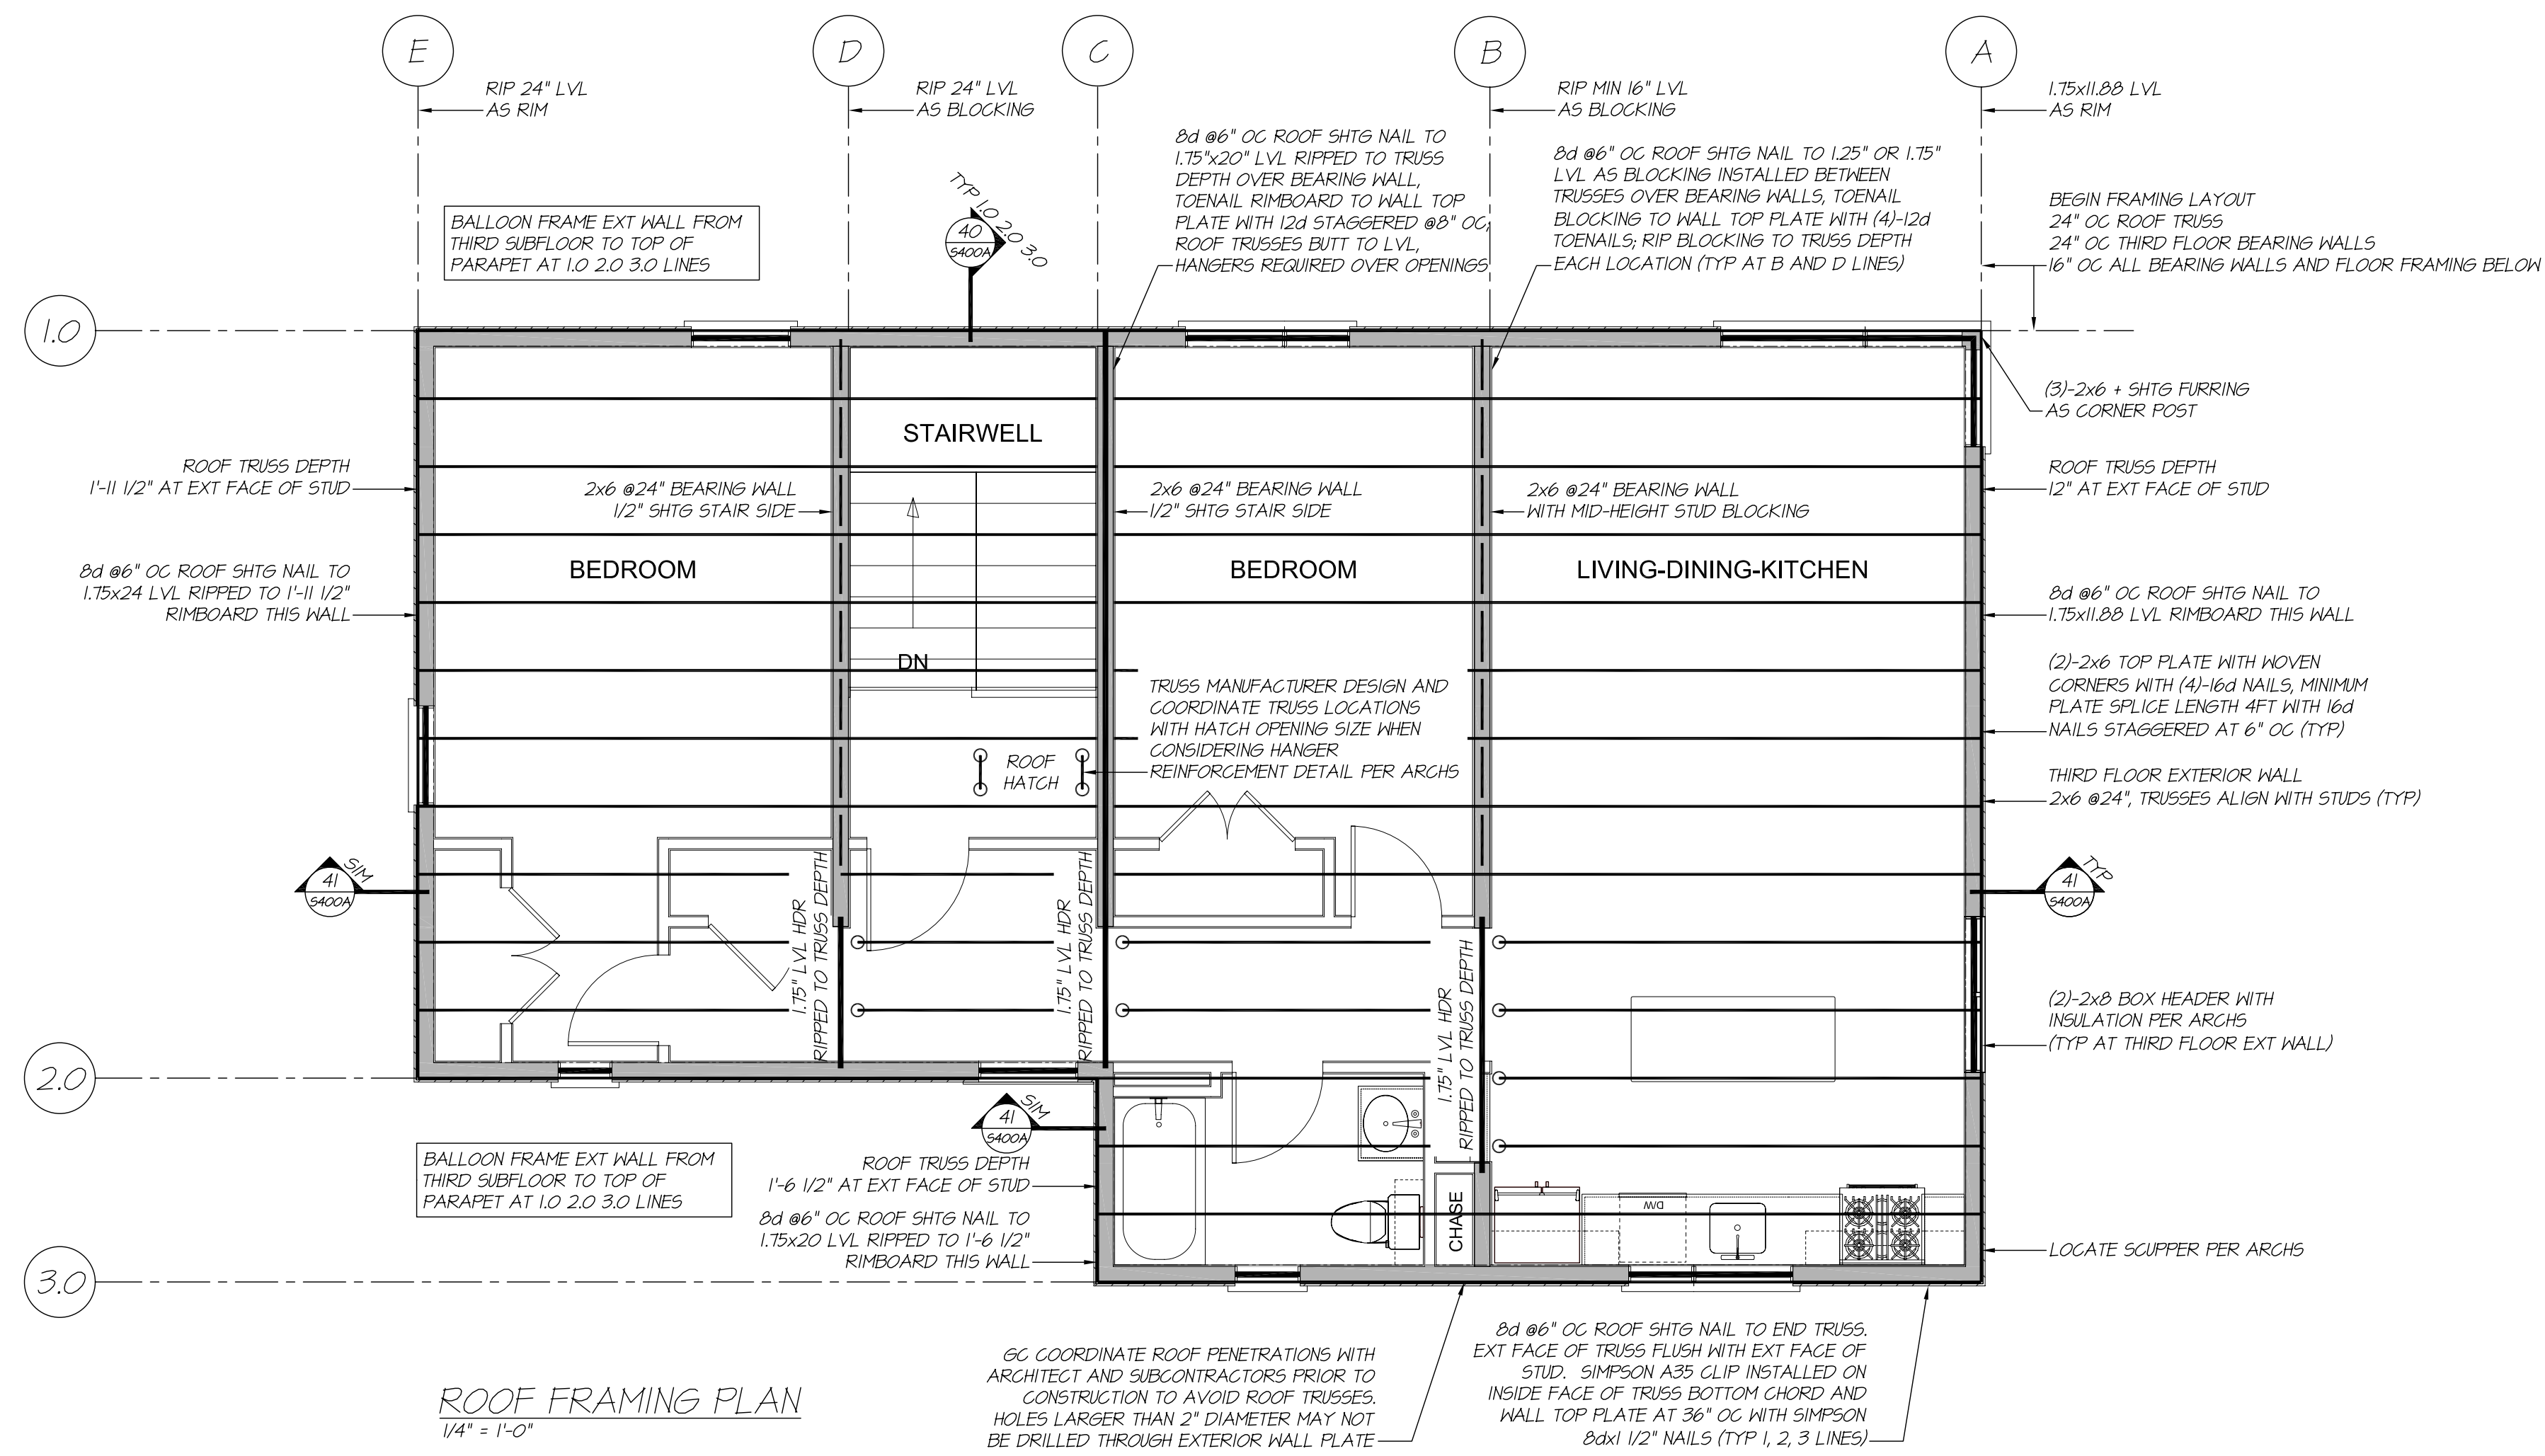 E
D
C
B
A
RIP 24" LVL
AS RIM
RIP 24" LVL
AS BLOCKING
RIP MIN 16" LVL
AS BLOCKING
1.75x11.88 LVL
AS RIM
BALLOON FRAME EXT WALL FROM
THIRD SUBFLOOR TO TOP OF
PARAPET AT 1.0 2.0 3.0 LINES
TYP 1.0 2.0 3.0
40
S400A
8d @6" OC ROOF SHTG NAIL TO
1.75"x20" LVL RIPPED TO TRUSS
DEPTH OVER BEARING WALL,
TOENAIL RIMBOARD TO WALL TOP
PLATE WITH 12d STAGGERED @8" OC,
ROOF TRUSSES BUTT TO LVL,
HANGERS REQUIRED OVER OPENINGS
8d @6" OC ROOF SHTG NAIL TO 1.25" OR 1.75"
LVL AS BLOCKING INSTALLED BETWEEN
TRUSSES OVER BEARING WALLS, TOENAIL
BLOCKING TO WALL TOP PLATE WITH (4)-12d
TOENAILS; RIP BLOCKING TO TRUSS DEPTH
EACH LOCATION (TYP AT B AND D LINES)
BEGIN FRAMING LAYOUT
24" OC ROOF TRUSS
24" OC THIRD FLOOR BEARING WALLS
16" OC ALL BEARING WALLS AND FLOOR FRAMING BELOW
1.0
(3)-2x6 + SHTG FURRING
AS CORNER POST
STAIRWELL
ROOF TRUSS DEPTH
1'-11 1/2" AT EXT FACE OF STUD
2x6 @24" BEARING WALL
1/2" SHTG STAIR SIDE
2x6 @24" BEARING WALL
1/2" SHTG STAIR SIDE
2x6 @24" BEARING WALL
WITH MID-HEIGHT STUD BLOCKING
ROOF TRUSS DEPTH
12" AT EXT FACE OF STUD
BEDROOM
BEDROOM
LIVING-DINING-KITCHEN
8d @6" OC ROOF SHTG NAIL TO
1.75x24 LVL RIPPED TO 1'-11 1/2"
RIMBOARD THIS WALL
8d @6" OC ROOF SHTG NAIL TO
1.75x11.88 LVL RIMBOARD THIS WALL
DN
TRUSS MANUFACTURER DESIGN AND
COORDINATE TRUSS LOCATIONS
WITH HATCH OPENING SIZE WHEN
CONSIDERING HANGER
REINFORCEMENT DETAIL PER ARCHS
(2)-2x6 TOP PLATE WITH WOVEN
CORNERS WITH (4)-16d NAILS, MINIMUM
PLATE SPLICE LENGTH 4FT WITH 16d
NAILS STAGGERED AT 6" OC (TYP)
ROOF
HATCH
THIRD FLOOR EXTERIOR WALL
2x6 @24", TRUSSES ALIGN WITH STUDS (TYP)
SIM
41
S400A
1.75" LVL HDR
RIPPED TO TRUSS DEPTH
1.75" LVL HDR
RIPPED TO TRUSS DEPTH
1.75" LVL HDR
RIPPED TO TRUSS DEPTH
TYP
41
S400A
(2)-2x8 BOX HEADER WITH
INSULATION PER ARCHS
(TYP AT THIRD FLOOR EXT WALL)
2.0
SIM
41
S400A
BALLOON FRAME EXT WALL FROM
THIRD SUBFLOOR TO TOP OF
PARAPET AT 1.0 2.0 3.0 LINES
ROOF TRUSS DEPTH
1'-6 1/2" AT EXT FACE OF STUD
8d @6" OC ROOF SHTG NAIL TO
1.75x20 LVL RIPPED TO 1'-6 1/2"
RIMBOARD THIS WALL
CHASE
DW
LOCATE SCUPPER PER ARCHS
3.0
GC COORDINATE ROOF PENETRATIONS WITH
ARCHITECT AND SUBCONTRACTORS PRIOR TO
CONSTRUCTION TO AVOID ROOF TRUSSES.
HOLES LARGER THAN 2" DIAMETER MAY NOT
BE DRILLED THROUGH EXTERIOR WALL PLATE
8d @6" OC ROOF SHTG NAIL TO END TRUSS.
EXT FACE OF TRUSS FLUSH WITH EXT FACE OF
STUD. SIMPSON A35 CLIP INSTALLED ON
INSIDE FACE OF TRUSS BOTTOM CHORD AND
WALL TOP PLATE AT 36" OC WITH SIMPSON
8dx1 1/2" NAILS (TYP 1, 2, 3 LINES)
ROOF FRAMING PLAN
1/4" = 1'-0"